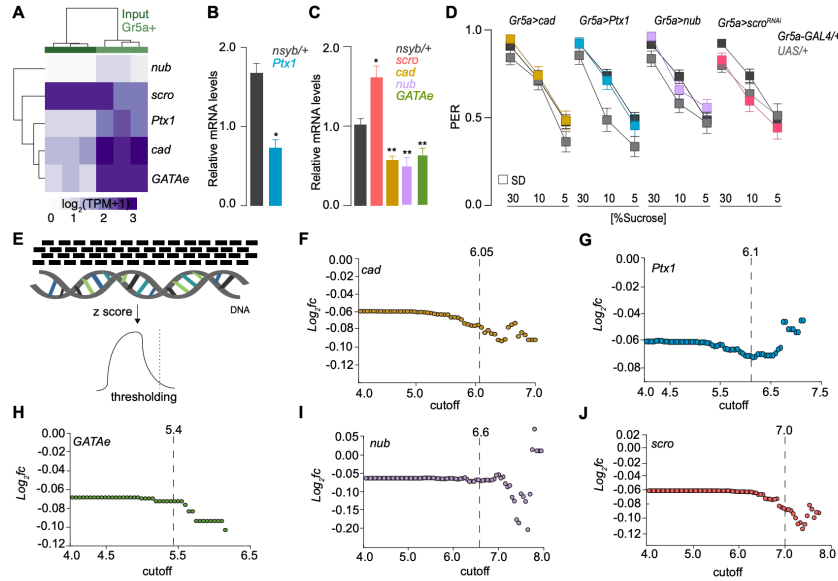 A
Input
Gr5a+
nub
scro
Ptx1
cad
GATAe
log2(TPM+1)
0 1 2 3
B
nsyb/+
Ptx1
Relative mRNA levels
2.0
1.0
0.0
*
C
nsyb/+
scro
cad
nub
GATAe
Relative mRNA levels
2.0
1.0
0.0
*
**
**
**
D
Gr5a>cad
Gr5a>Ptx1
Gr5a>nub
Gr5a>scroRNAi
Gr5a-GAL4/+
UAS/+
PER
1.0
0.5
0.0
SD
30 10 5 30 10 5 30 10 5 30 10 5
[%Sucrose]
E
DNA
z score
thresholding
F
cad
6.05
Log2fc
0.00
-0.02
-0.04
-0.06
-0.08
-0.10
-0.12
4.0 5.0 6.0 7.0
cutoff
G
Ptx1
6.1
Log2fc
0.00
-0.02
-0.04
-0.06
-0.08
4.0 4.5 5.5 6.5 7.5
cutoff
H
GATAe
5.4
Log2fc
0.00
-0.02
-0.04
-0.06
-0.08
-0.10
-0.12
4.0 5.5 6.5
cutoff
I
nub
6.6
Log2fc
0.05
0.00
-0.05
-0.10
-0.15
-0.20
4.0 5.0 6.0 7.0 8.0
cutoff
J
scro
7.0
Log2fc
0.02
0.00
-0.02
-0.04
-0.06
-0.08
-0.10
-0.12
4.0 5.0 6.0 7.0 8.0
cutoff